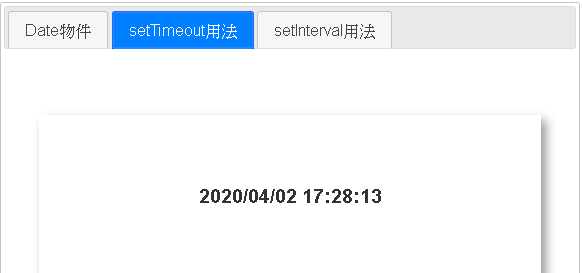 Date物件 setTimeout用法 setInterval用法
2020/04/02 17:28:13